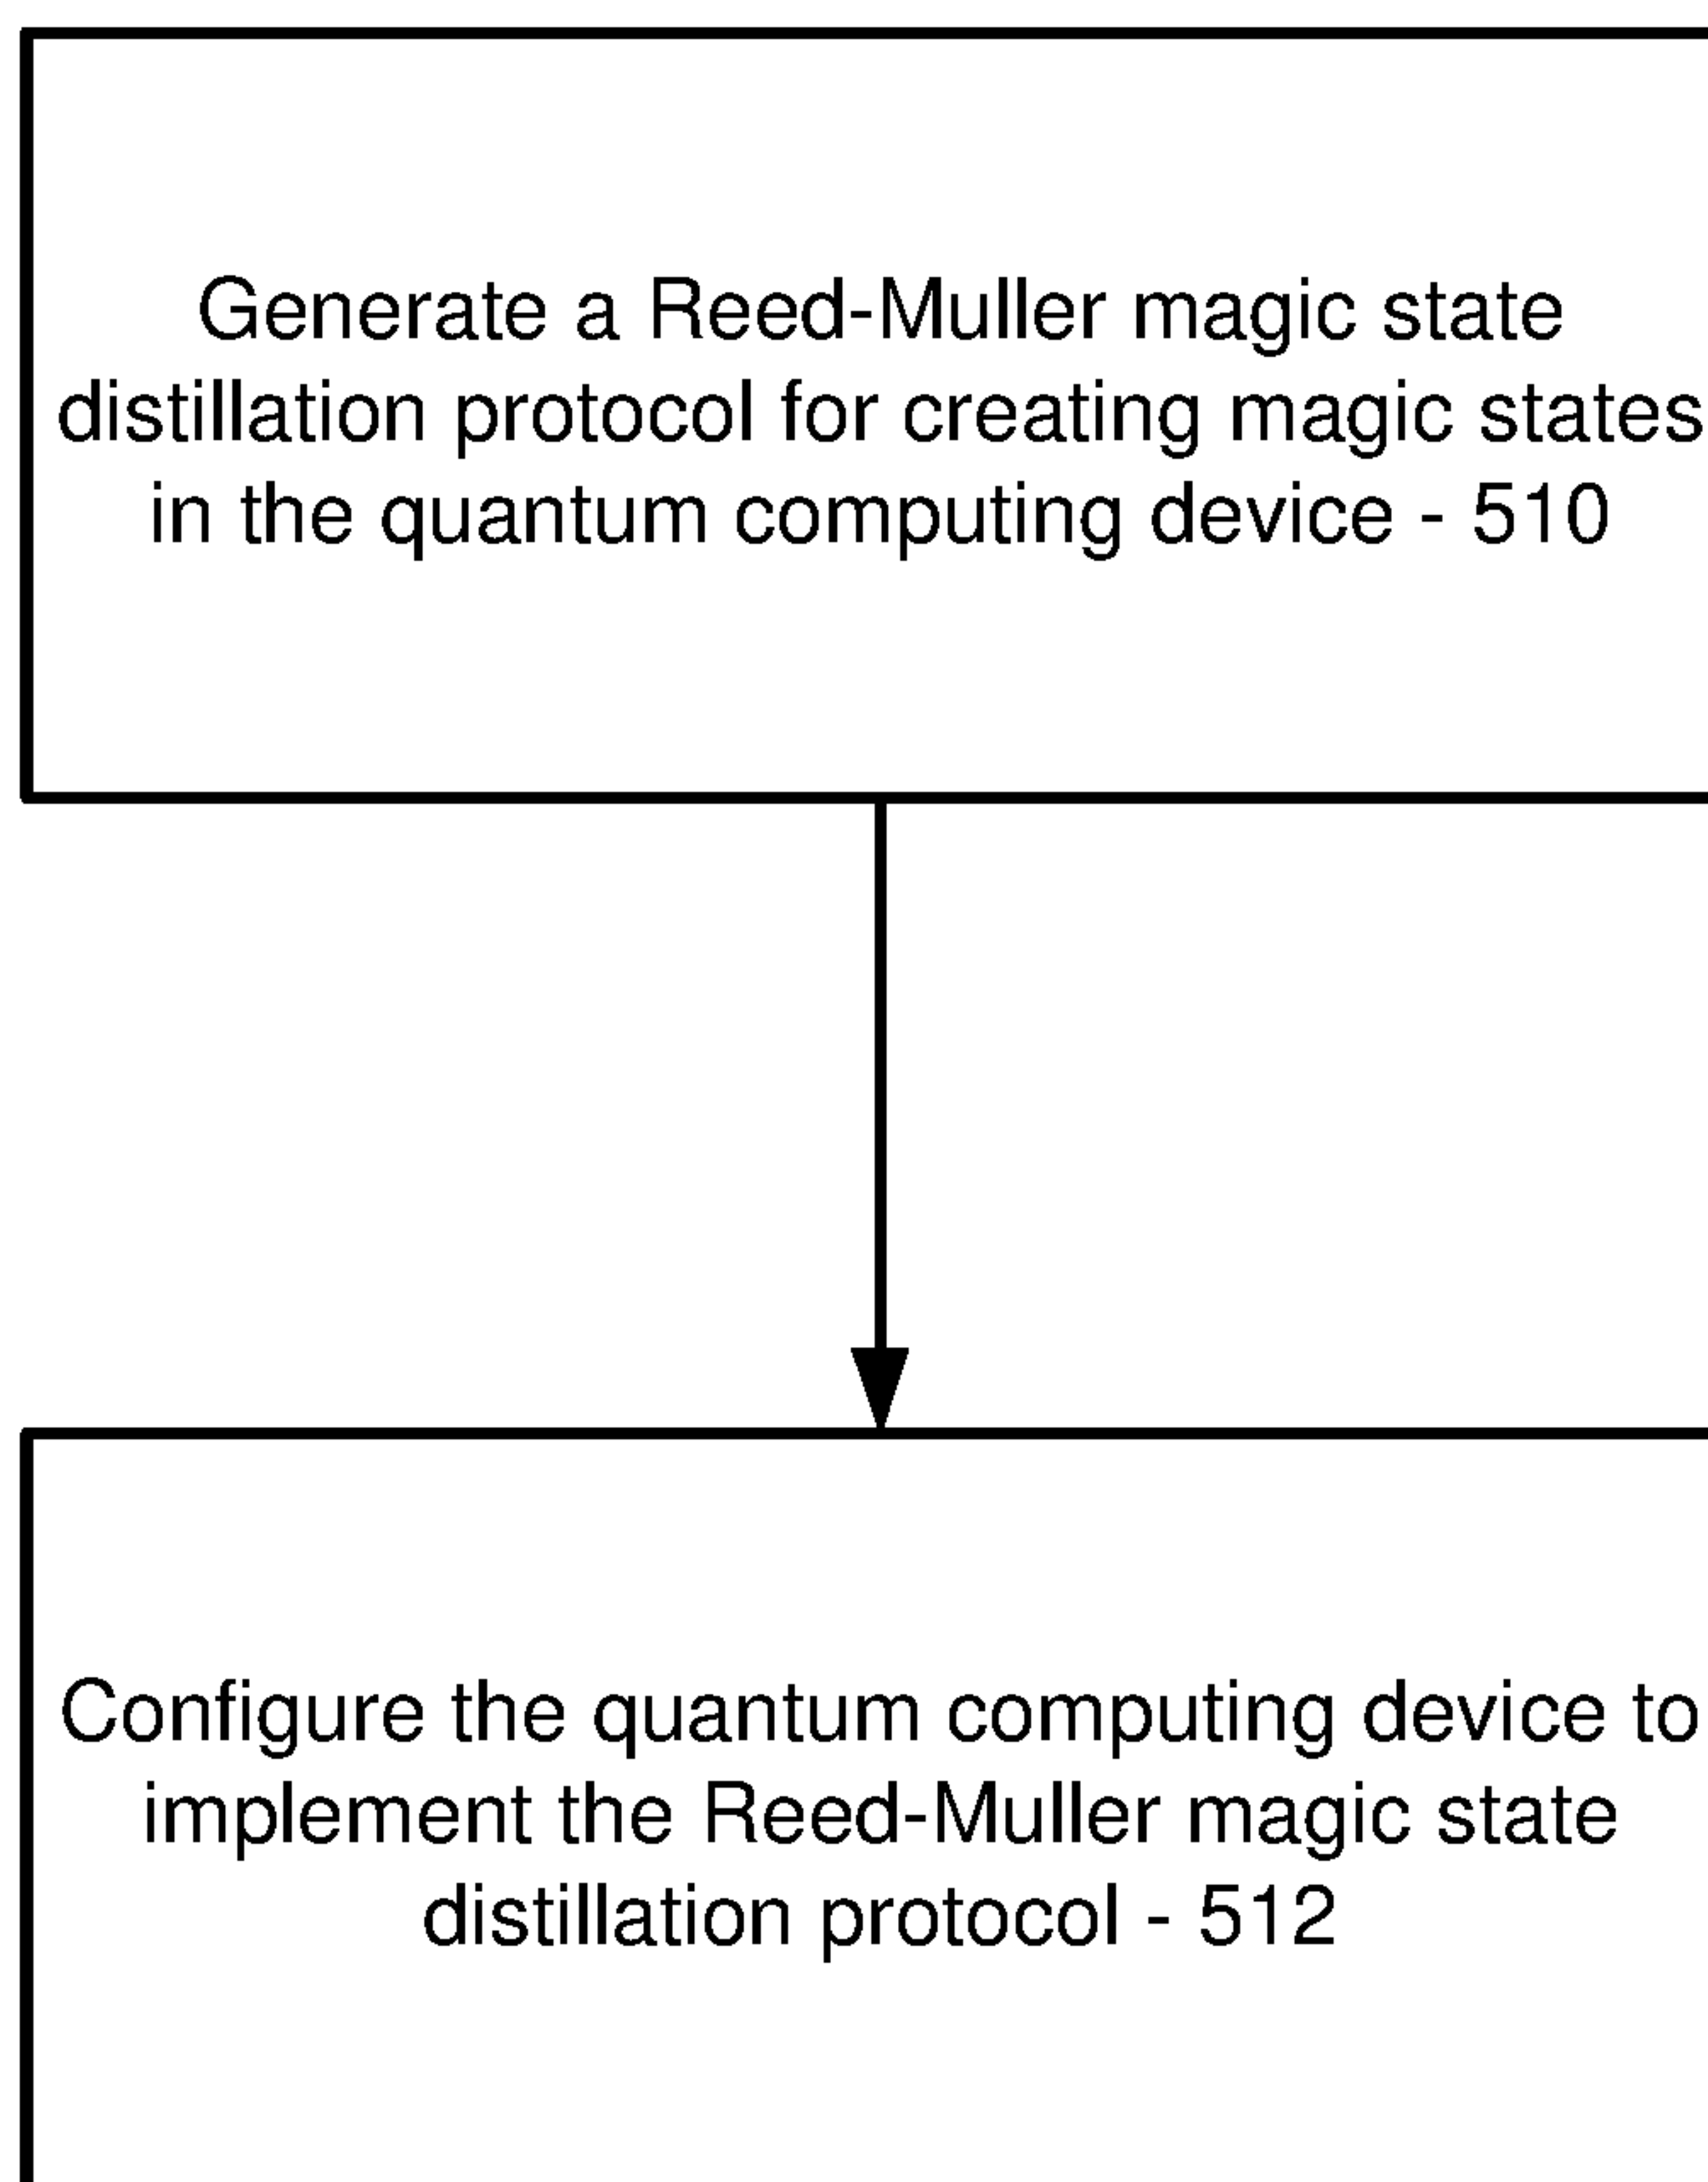 Generate a Reed-Muller magic state
distillation protocol for creating magic states
in the quantum computing device - 510
Configure the quantum computing device to
implement the Reed-Muller magic state
distillation protocol - 512